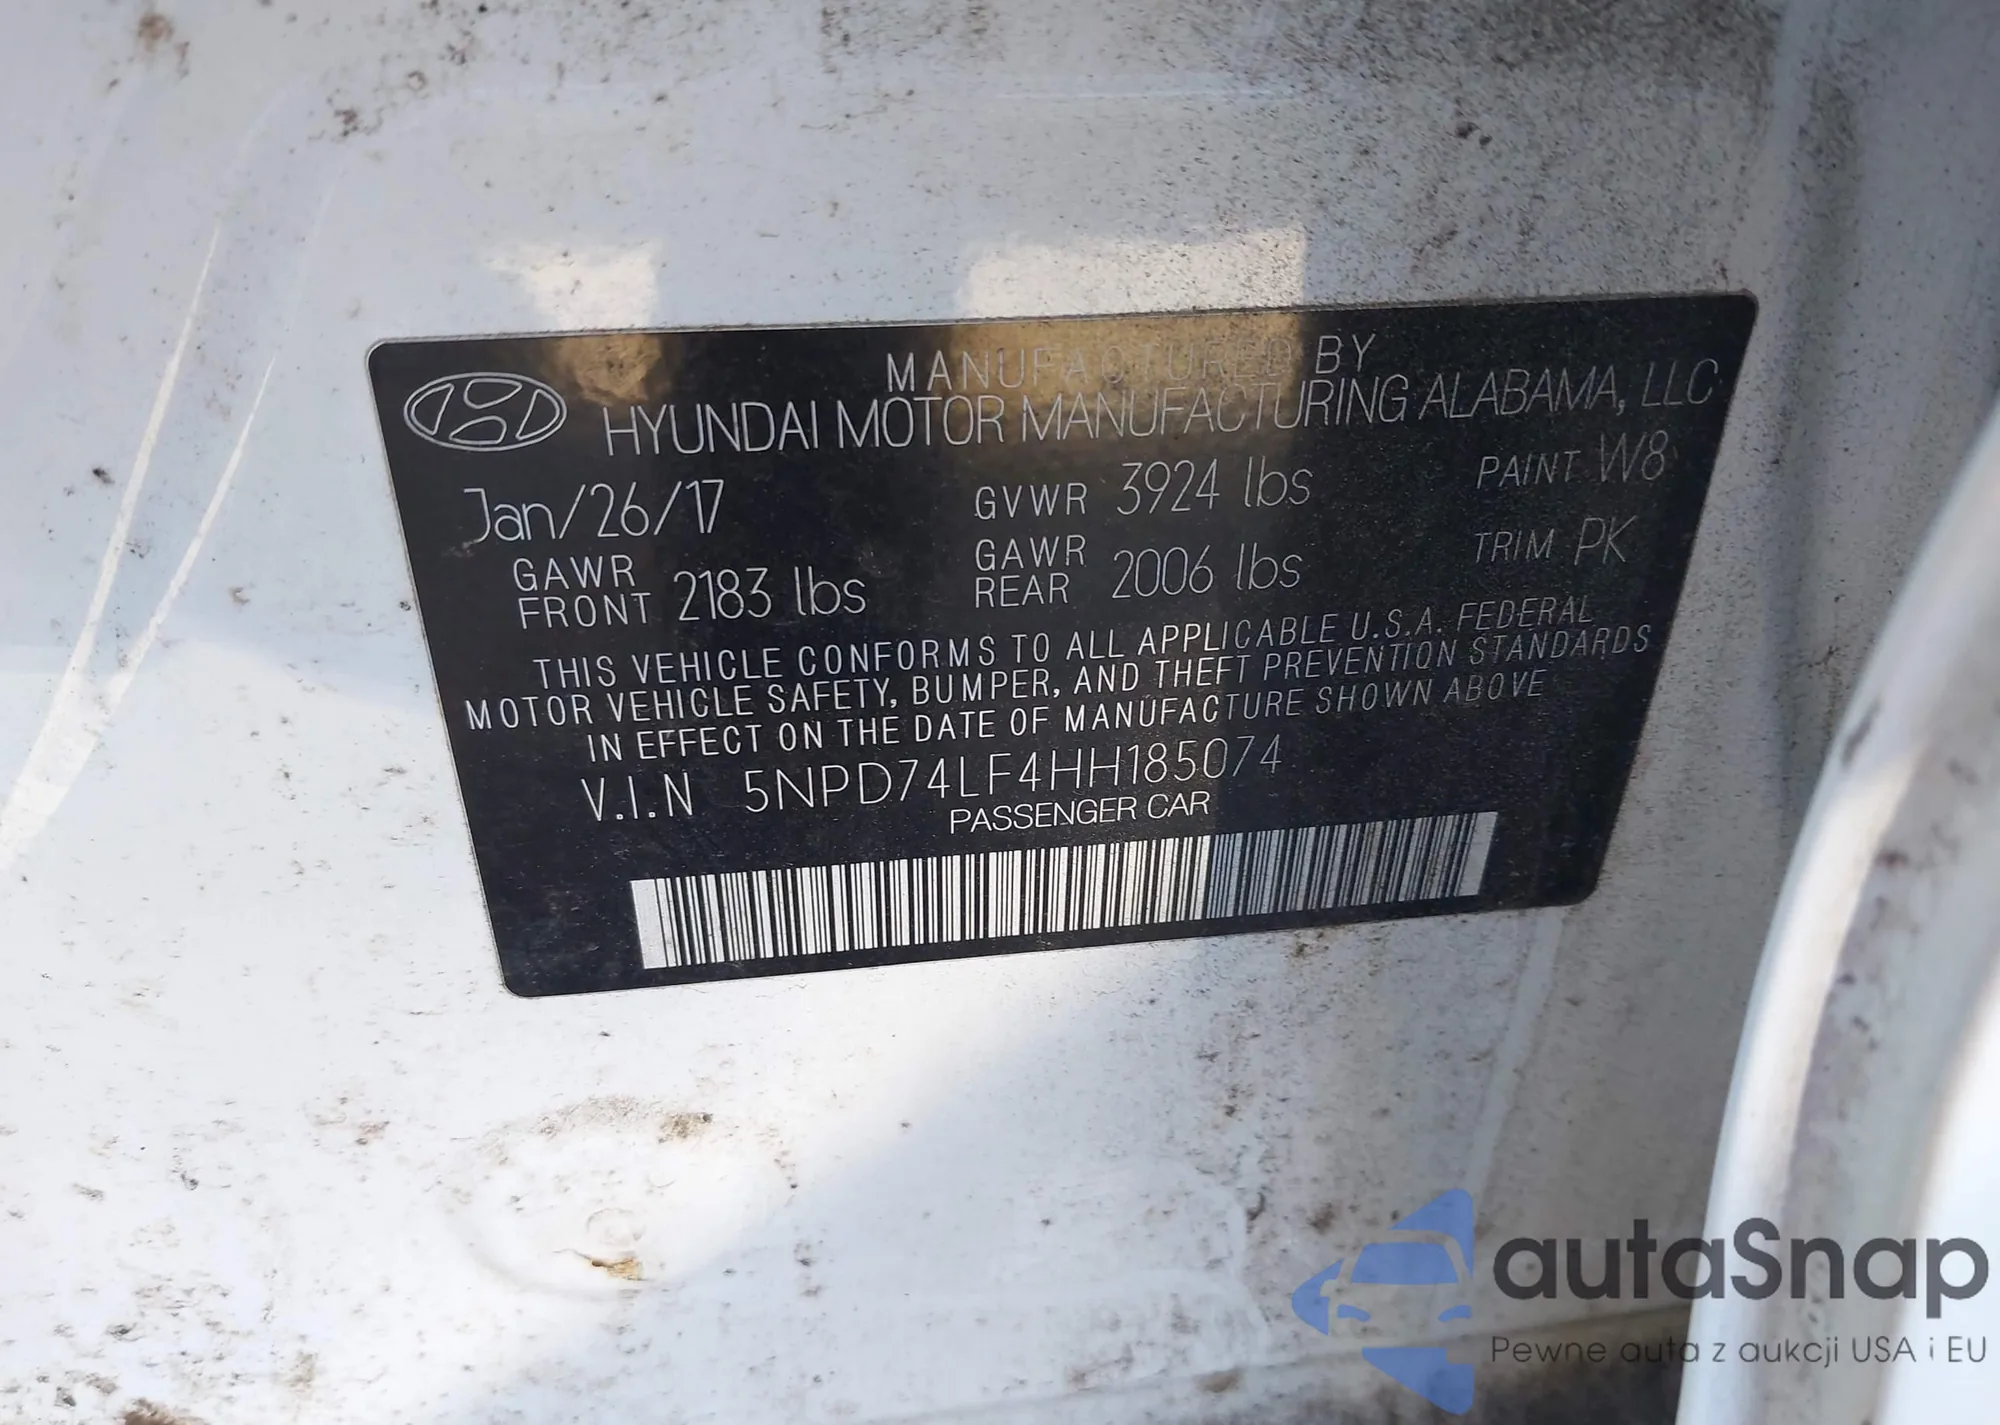 MANUFACTURED BY
HYUNDAI MOTOR MANUFACTURING ALABAMA, LLC
Jan/26/17 GVWR 3924 lbs PAINT W8
GAWR FRONT 2183 lbs GAWR REAR 2006 lbs TRIM PK
THIS VEHICLE CONFORMS TO ALL APPLICABLE U.S.A. FEDERAL
MOTOR VEHICLE SAFETY, BUMPER, AND THEFT PREVENTION STANDARDS
IN EFFECT ON THE DATE OF MANUFACTURE SHOWN ABOVE
V.I.N 5NPD74LF4HH185074
PASSENGER CAR
autaSnap
Pewne auta z aukcji USA i EU